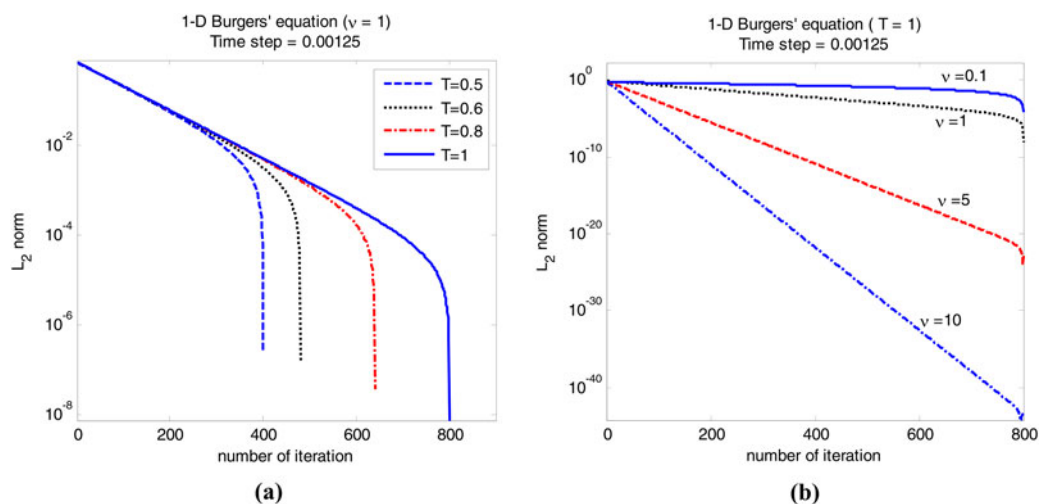 1-D Burgers' equation (ν = 1)
Time step = 0.00125
T=0.5
T=0.6
T=0.8
T=1
10^-2
10^-4
10^-6
10^-8
L₂ norm
0
200
400
600
800
number of iteration
(a)
1-D Burgers' equation ( T = 1)
Time step = 0.00125
ν =0.1
ν =1
ν =5
ν =10
10^0
10^-10
10^-20
10^-30
10^-40
L₂ norm
0
200
400
600
800
number of iteration
(b)